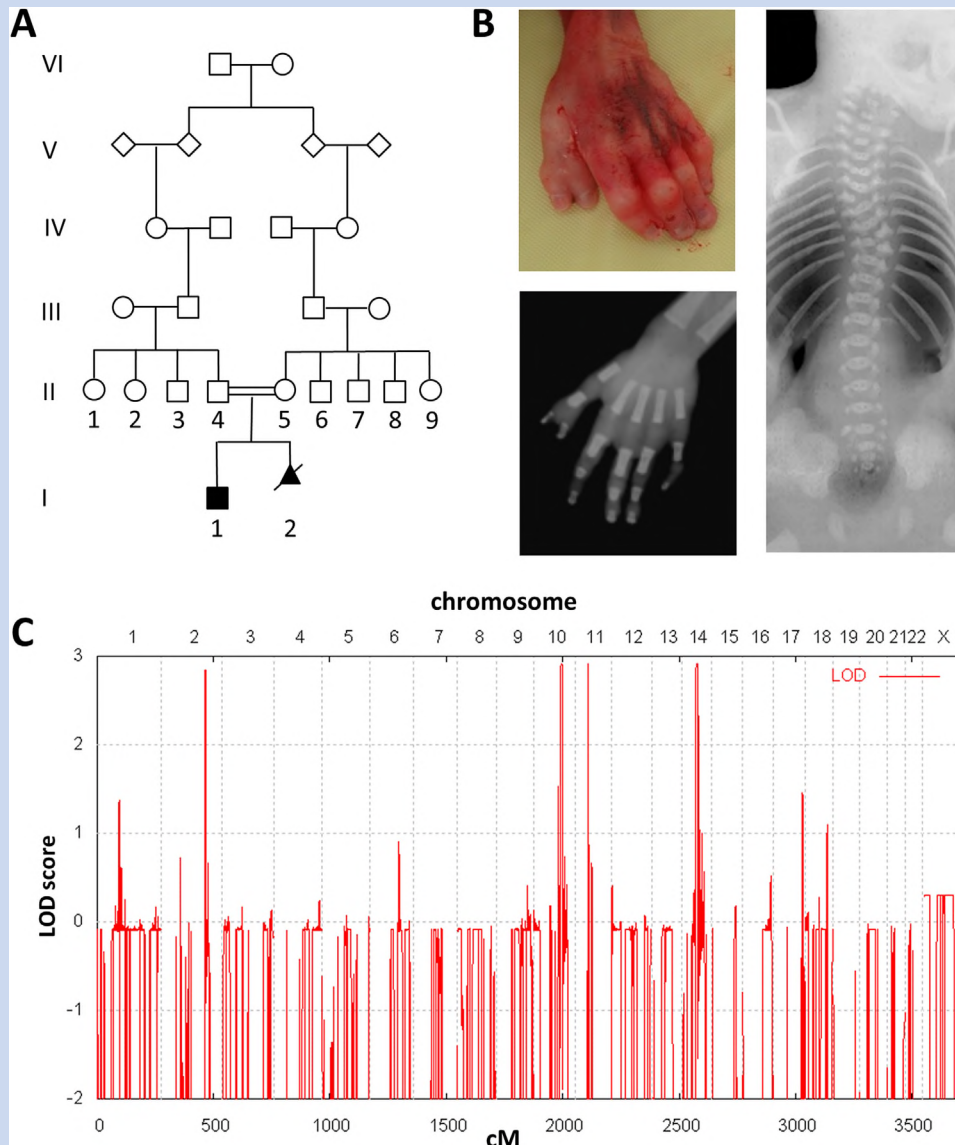 A
B
VI
V
IV
III
II
1 2 3 4 5 6 7 8 9
I
1 2
C
chromosome
1 2 3 4 5 6 7 8 9 10 11 12 13 14 15 16 17 18 19 20 21 22 X
3
LOD
2
1
0
-1
-2
LOD score
0 500 1000 1500 2000 2500 3000 3500
cM